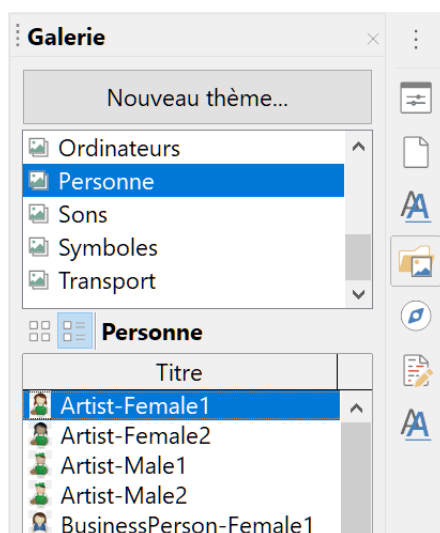 Galerie
Nouveau thème...
Ordinateurs
Personne
Sons
Symboles
Transport
Personne
Titre
Artist-Female1
Artist-Female2
Artist-Male1
Artist-Male2
BusinessPerson-Female1